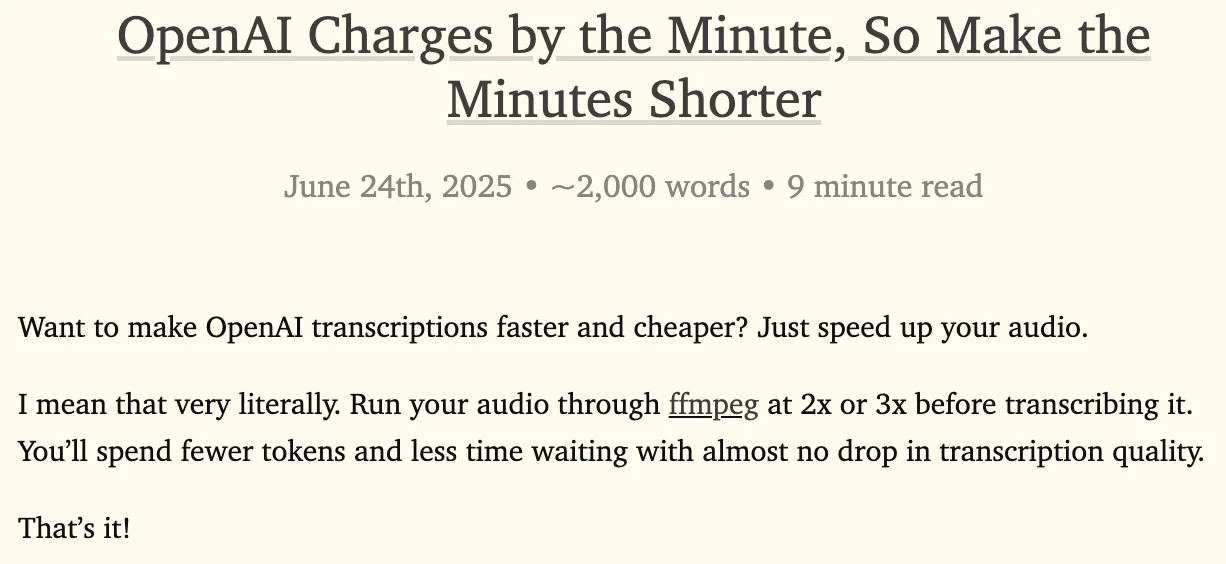 OpenAI Charges by the Minute, So Make the
Minutes Shorter
June 24th, 2025 • ~2,000 words • 9 minute read
Want to make OpenAI transcriptions faster and cheaper? Just speed up your audio.
I mean that very literally. Run your audio through ffmpeg at 2x or 3x before transcribing it.
You’ll spend fewer tokens and less time waiting with almost no drop in transcription quality.
That’s it!